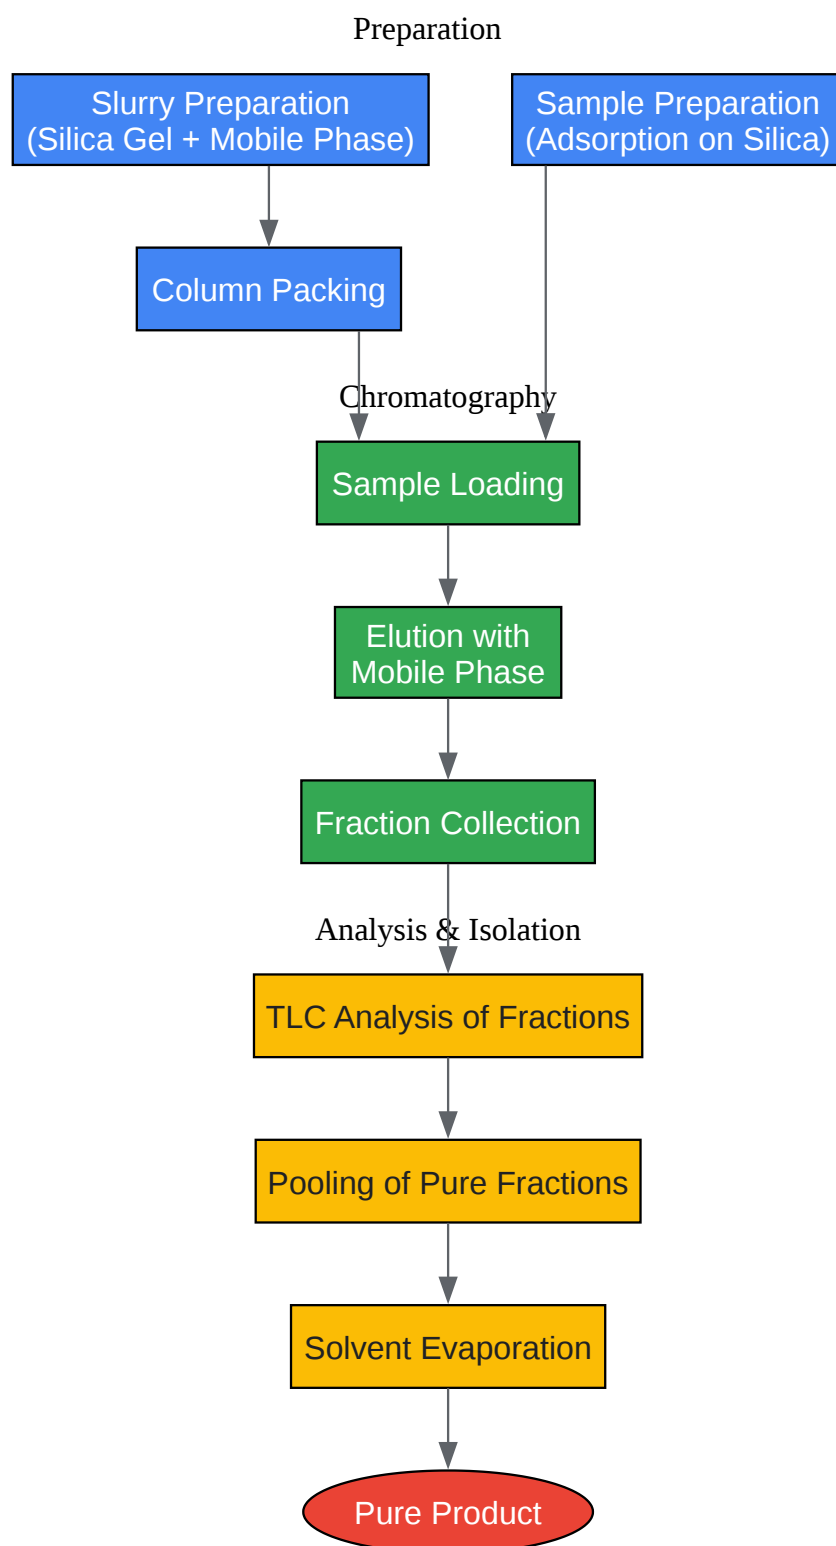 Preparation
Slurry Preparation
(Silica Gel + Mobile Phase)
Sample Preparation
(Adsorption on Silica)
Column Packing
Chromatography
Sample Loading
Elution with
Mobile Phase
Fraction Collection
Analysis & Isolation
TLC Analysis of Fractions
Pooling of Pure Fractions
Solvent Evaporation
Pure Product